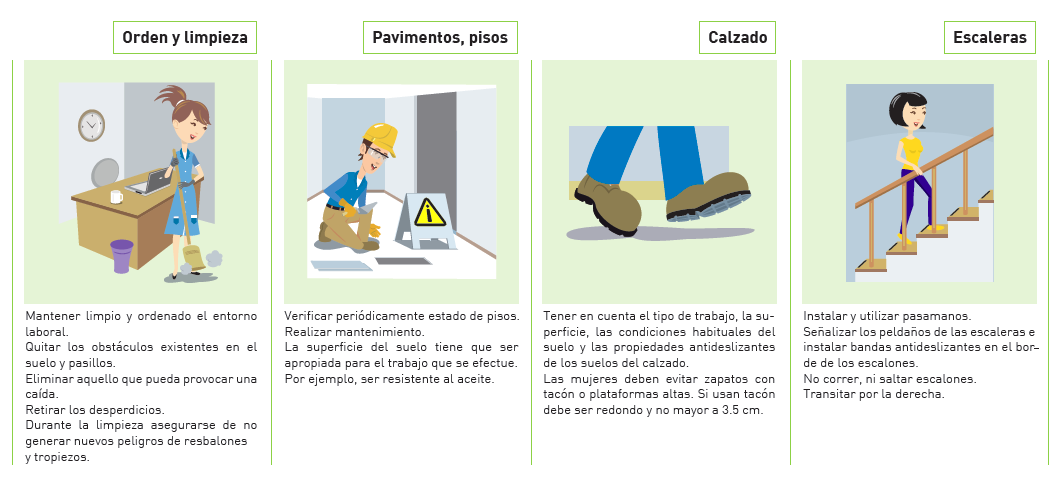 Orden y limpieza
Mantener limpio y ordenado el entorno
laboral.
Quitar los obstáculos existentes en el
suelo y pasillos.
Eliminar aquello que pueda provocar una
caída.
Retirar los desperdicios.
Durante la limpieza asegurarse de no
generar nuevos peligros de resbalones
y tropiezos.
Pavimentos, pisos
Verificar periódicamente estado de pisos.
Realizar mantenimiento.
La superficie del suelo tiene que ser
apropiada para el trabajo que se efectue.
Por ejemplo, ser resistente al aceite.
Calzado
Tener en cuenta el tipo de trabajo, la su-
perficie, las condiciones habituales del
suelo y las propiedades antideslizantes
de los suelos del calzado.
Las mujeres deben evitar zapatos con
tacón o plataformas altas. Si usan tacón
debe ser redondo y no mayor a 3.5 cm.
Escaleras
Instalar y utilizar pasamanos.
Señalizar los peldaños de las escaleras e
instalar bandas antideslizantes en el bor-
de de los escalones.
No correr, ni saltar escalones.
Transitar por la derecha.